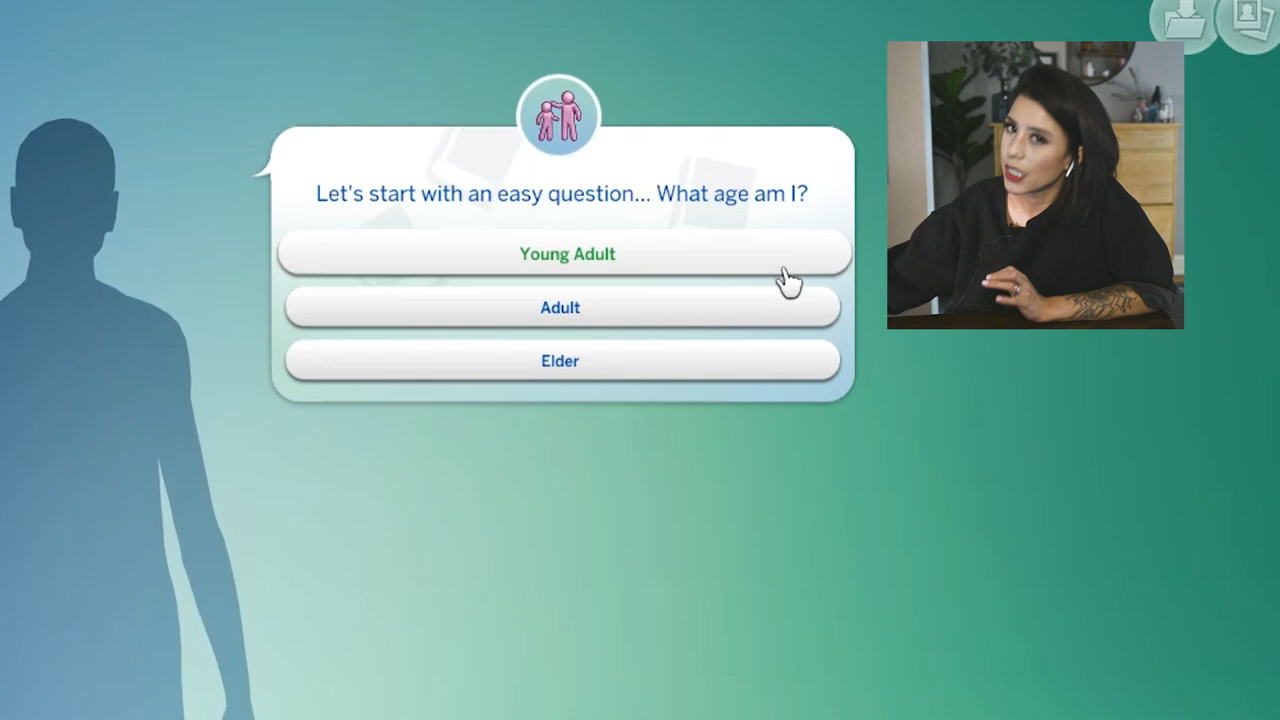 Let's start with an easy question... What age am I?
Young Adult
Adult
Elder